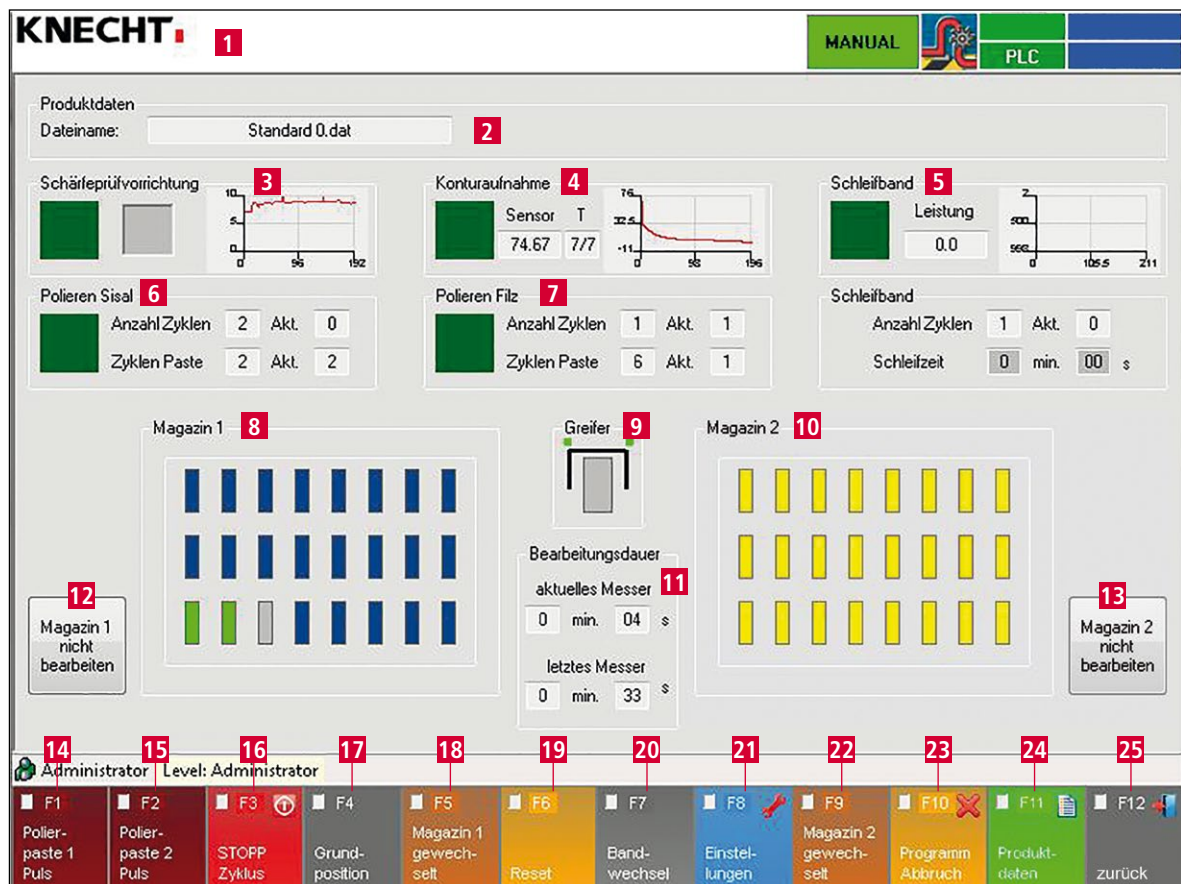 KNECHT.
1
MANUAL
PLC
Produktdaten
Dateiname: Standard 0.dat 2
Schärfeprüfvorrichtung 3
10
5
0
0 96 192
Konturaufnahme 4
Sensor T
74.67 7/7
76
32.5
-11
0 98 196
Schleifband 5
Leistung
0.0
2
500
0 105.5 211
Polieren Sisal 6
Anzahl Zyklen 2 Akt. 0
Zyklen Paste 2 Akt. 2
Polieren Filz 7
Anzahl Zyklen 1 Akt. 1
Zyklen Paste 6 Akt. 1
Schleifband
Anzahl Zyklen 1 Akt. 0
Schleifzeit 0 min. 00 s
Magazin 1 8
Greifer 9
Magazin 2 10
Bearbeitungsdauer
11
aktuelles Messer
0 min. 04 s
letztes Messer
0 min. 33 s
12
Magazin 1
nicht
bearbeiten
13
Magazin 2
nicht
bearbeiten
14 15 16 17 18 19 20 21 22 23 24 25
Administrator Level: Administrator
F1
Polier-
paste 1
Puls
F2
Polier-
paste 2
Puls
F3
STOPP
Zyklus
F4
Grund-
position
F5
Magazin 1
gewech-
selt
F6
Reset
F7
Band-
wechsel
F8
Einstel-
lungen
F9
Magazin 2
gewech-
selt
F10
Programm
Abbruch
F11
Produkt-
daten
F12
zurück